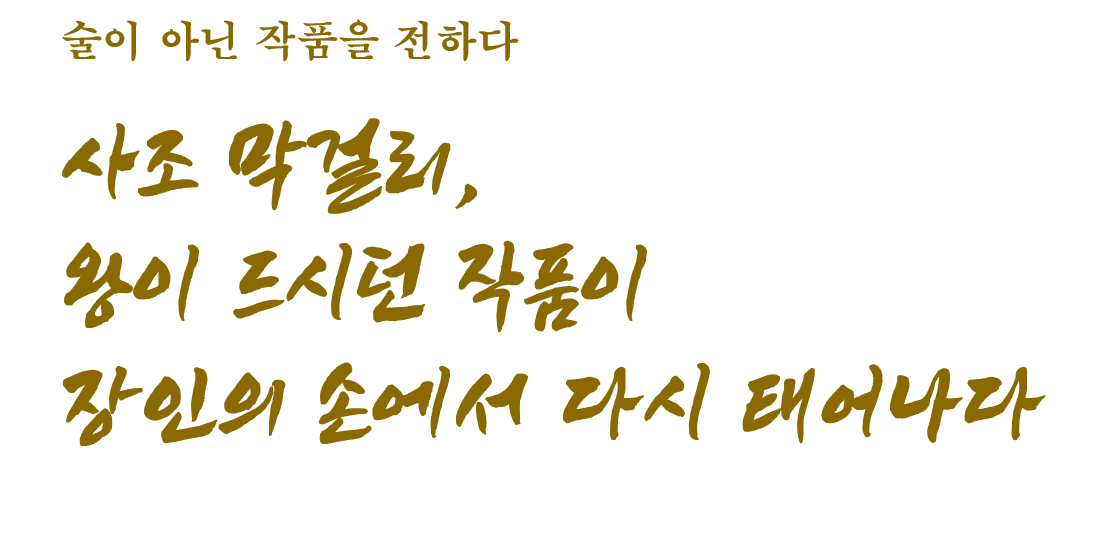 술이 아닌 작품을 전하다
사조 막걸리,
왕이 드시던 작품이
장인의 손에서 다시 태어나다